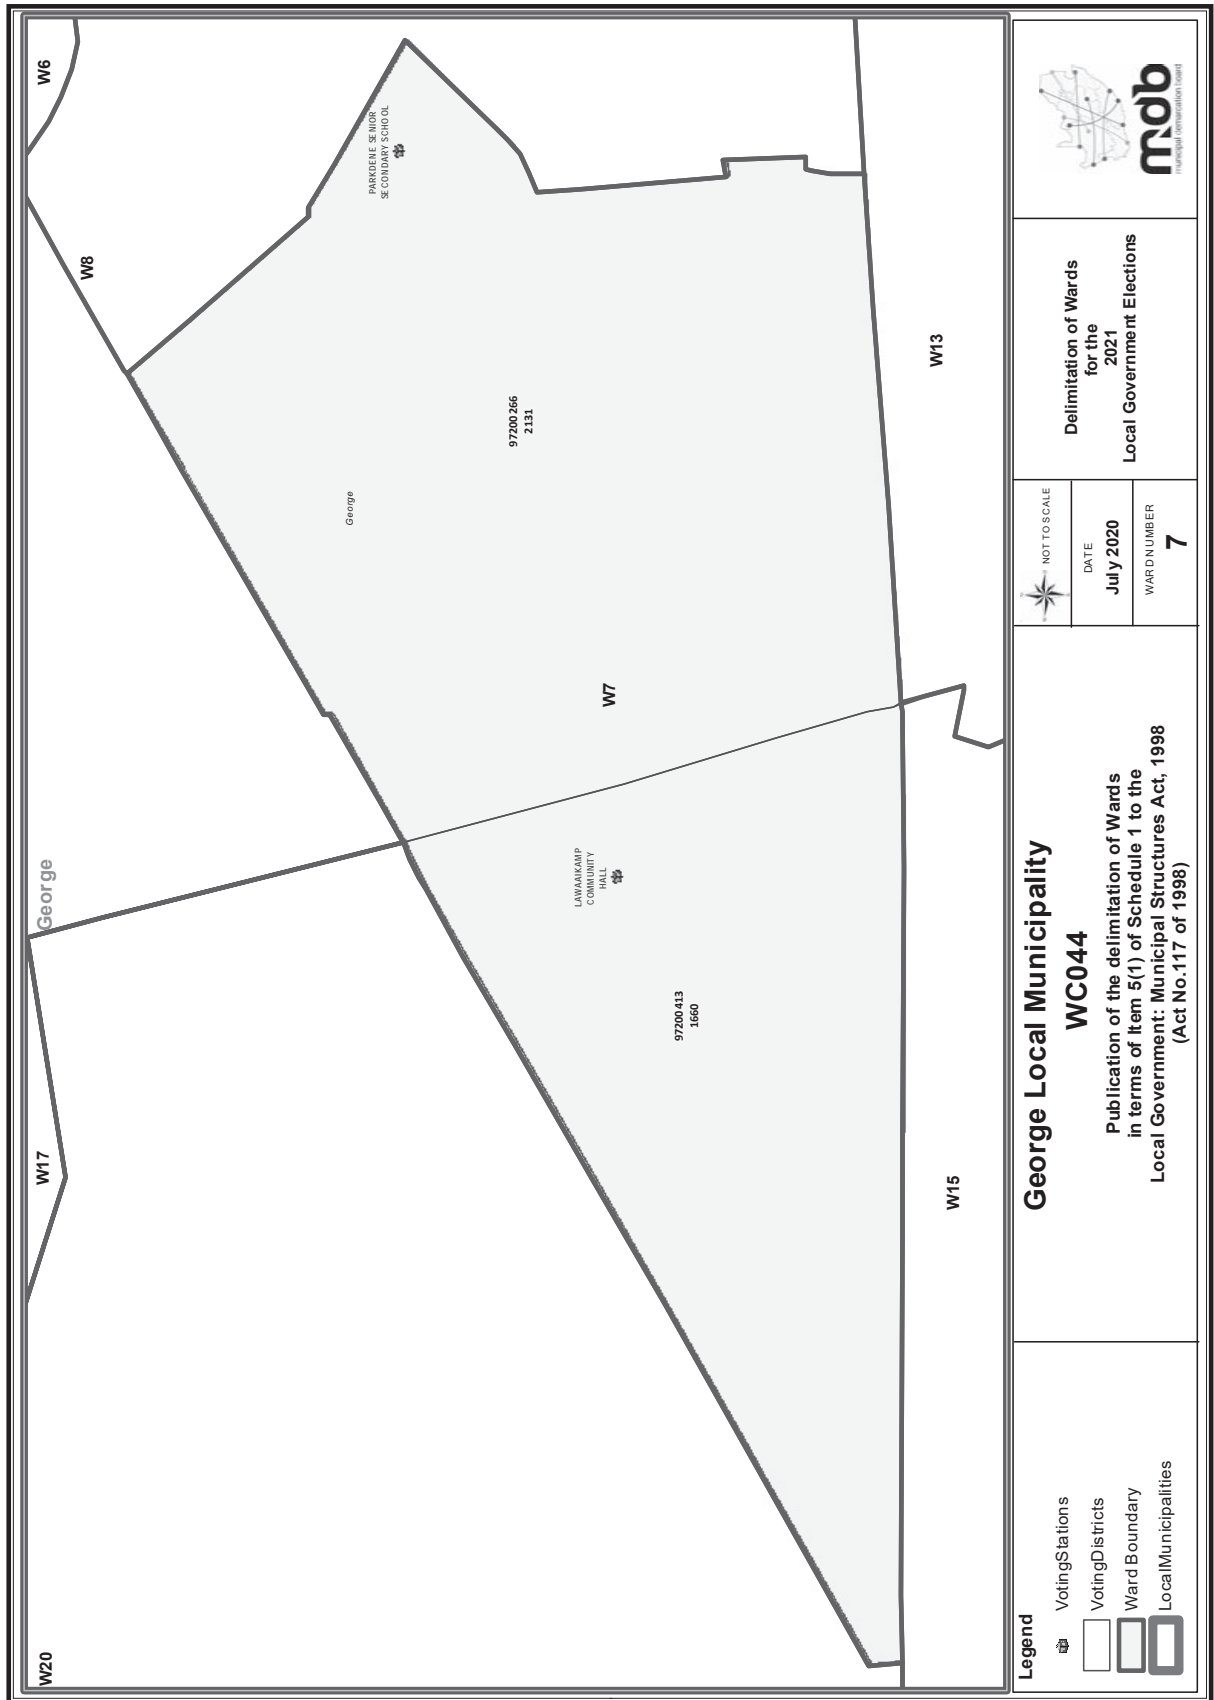 W20
W17
George
W8
W6
PARKDENE SENIOR
SECONDARY SCHOOL
George
97200266
2131
W7
LAWAAIKAMP
COMMUNITY
HALL
97200413
1660
W13
W15
Legend
VotingStations
VotingDistricts
Ward Boundary
LocalMunicipalities
George Local Municipality
WC044
Publication of the delimitation of Wards
in terms of Item 5(1) of Schedule 1 to the
Local Government: Municipal Structures Act, 1998
(Act No.117 of 1998)
NOT TO SCALE
DATE
July 2020
WARD NUMBER
7
Delimitation of Wards
for the
2021
Local Government Elections
mdb
municipal demarcation board